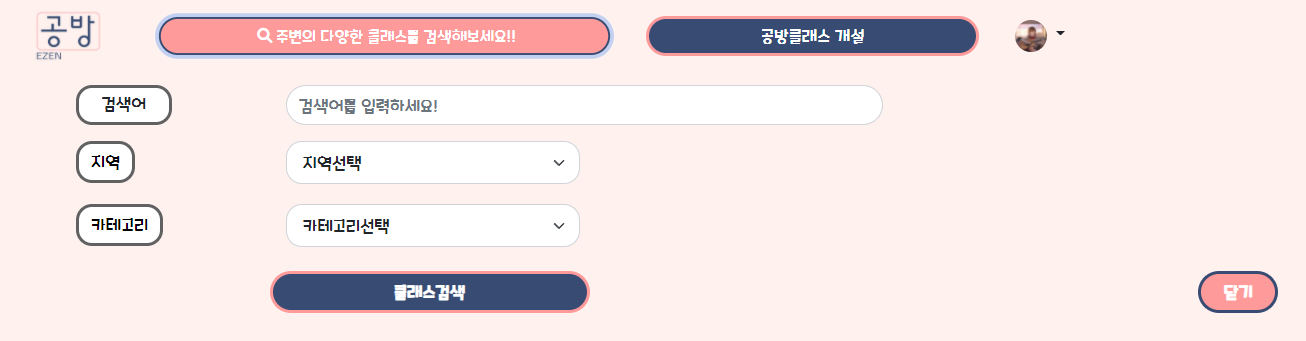 공방
EZEN
주변의 다양한 클래스를 검색해보세요!!
공방클래스 개설
검색어
검색어를 입력하세요!
지역
지역선택
카테고리
카테고리선택
클래스검색
닫기